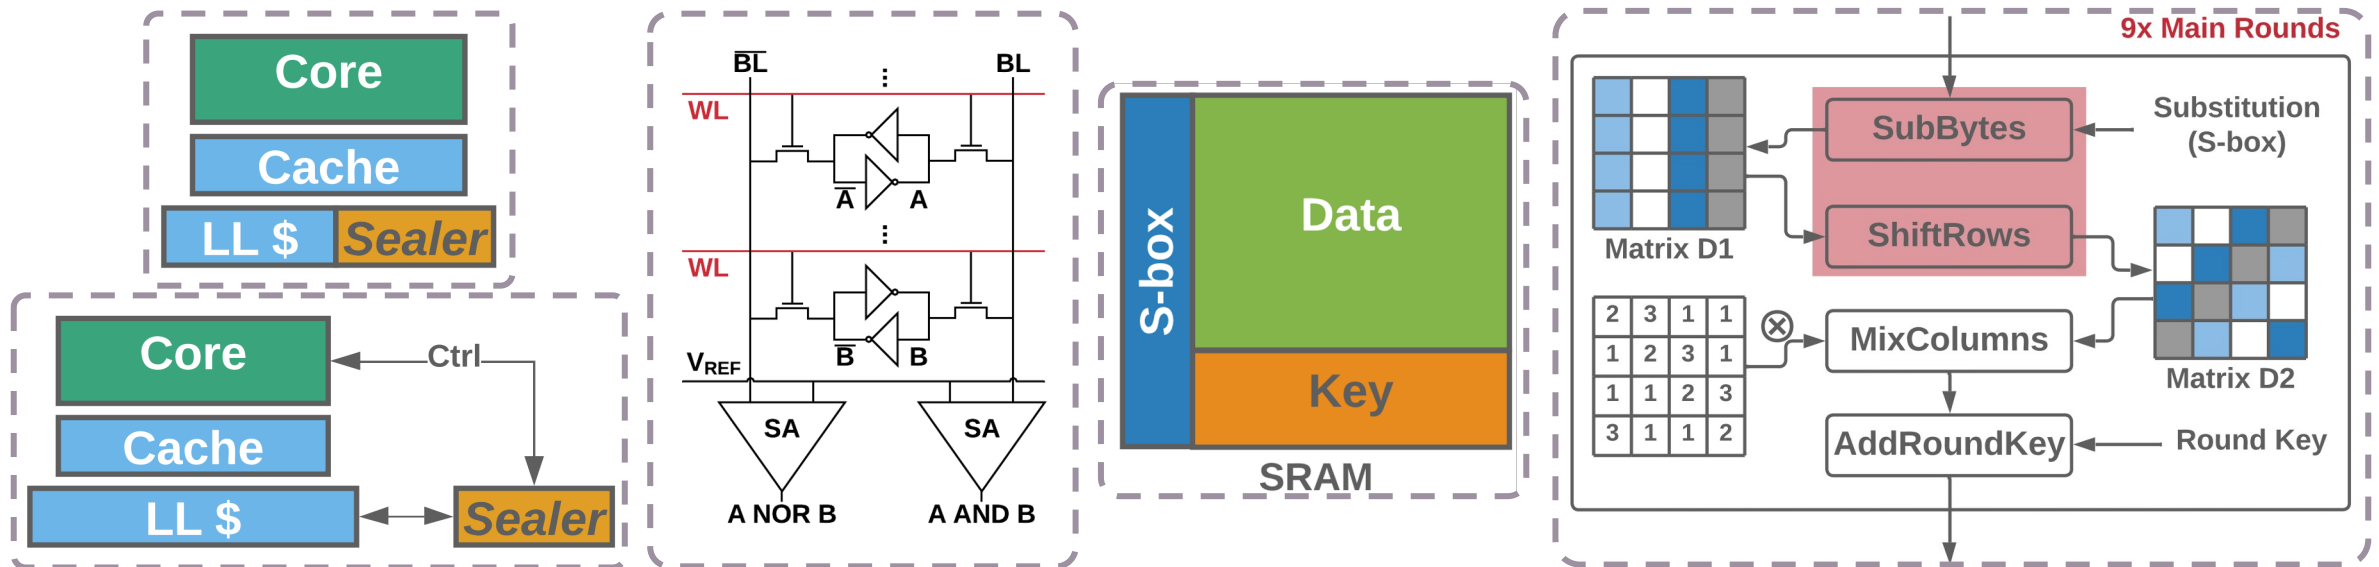 Core
Cache
LL $
Sealer
Core
Ctrl
Cache
LL $
Sealer
B̅L̅
BL
⋮
WL
A̅
A
⋮
WL
B̅
B
VREF
SA
SA
A NOR B
A AND B
S-box
Data
Key
SRAM
9x Main Rounds
SubBytes
Substitution
(S-box)
ShiftRows
Matrix D1
2 3 1 1
1 2 3 1
1 1 2 3
3 1 1 2
⊗
MixColumns
Matrix D2
AddRoundKey
Round Key